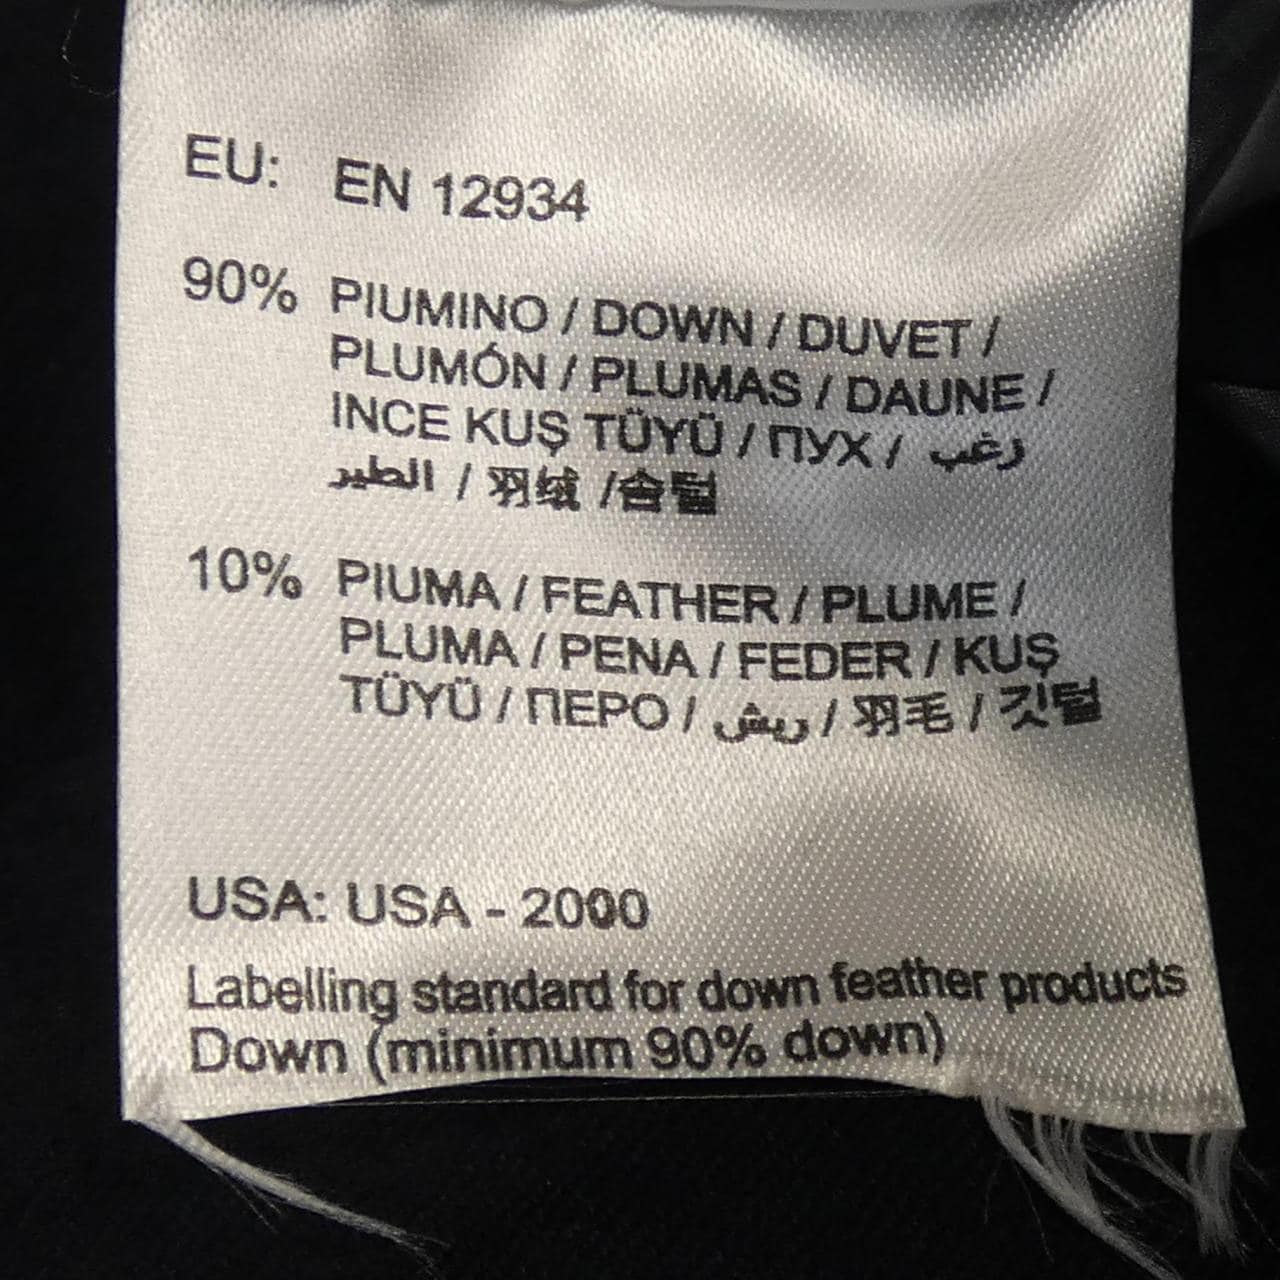 EU: EN 12934
90% PIUMINO / DOWN / DUVET /
PLUMÓN / PLUMAS / DAUNE /
INCE KUŞ TÜYÜ / ПУХ / رغب
الطير / 羽绒 /솜털
10% PIUMA / FEATHER / PLUME /
PLUMA / PENA / FEDER / KUŞ
TÜYÜ / ПЕРО / ريش / 羽毛 / 깃털
USA: USA - 2000
Labelling standard for down feather products
Down (minimum 90% down)